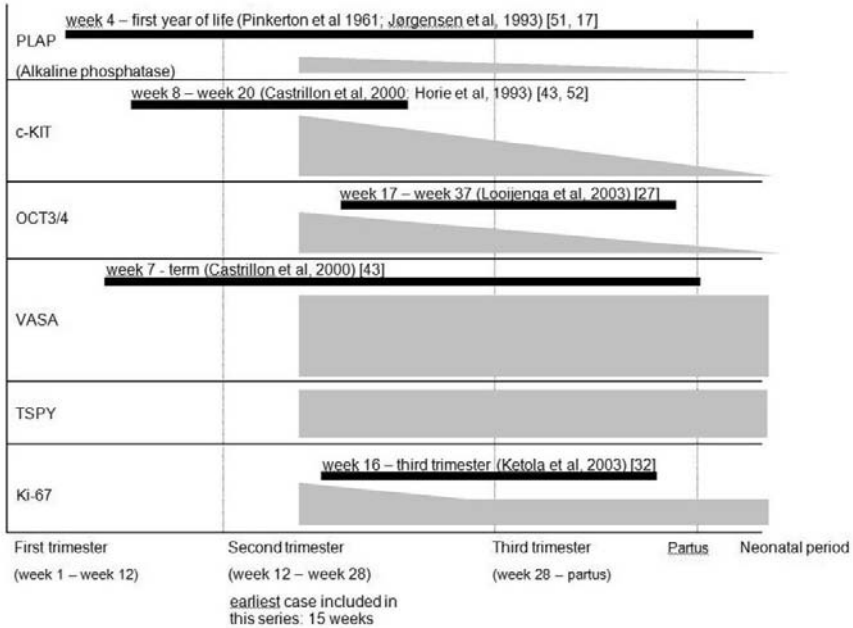 week 4 – first year of life (Pinkerton et al 1961; Jørgensen et al, 1993) [51, 17]
PLAP
(Alkaline phosphatase)
week 8 – week 20 (Castrillon et al, 2000; Horie et al, 1993) [43, 52]
c-KIT
week 17 – week 37 (Looijenga et al, 2003) [27]
OCT3/4
week 7 - term (Castrillon et al, 2000) [43]
VASA
TSPY
week 16 – third trimester (Ketola et al, 2003) [32]
Ki-67
First trimester Second trimester Third trimester Partus Neonatal period
(week 1 – week 12) (week 12 – week 28) (week 28 – partus)
earliest case included in
this series: 15 weeks